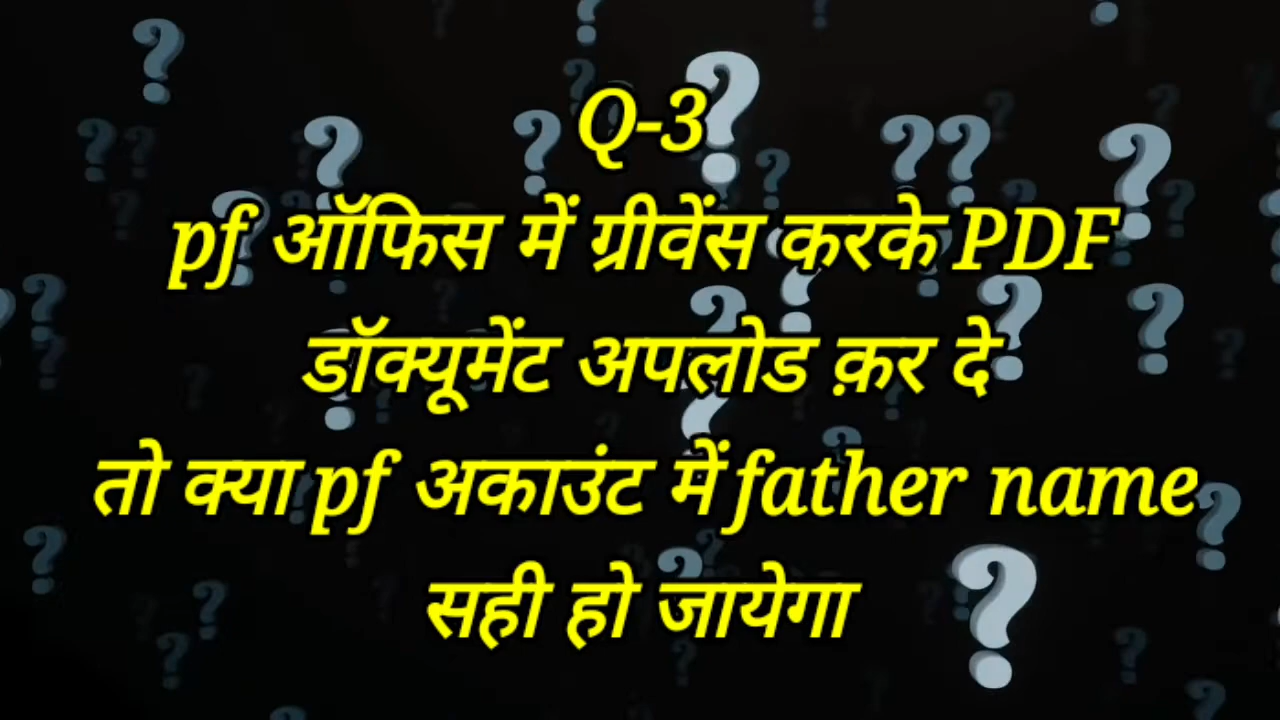 Q-3
pf ऑफिस में ग्रीवेंस करके PDF
डॉक्यूमेंट अपलोड क़र दे
तो क्या pf अकाउंट में father name
सही हो जायेगा